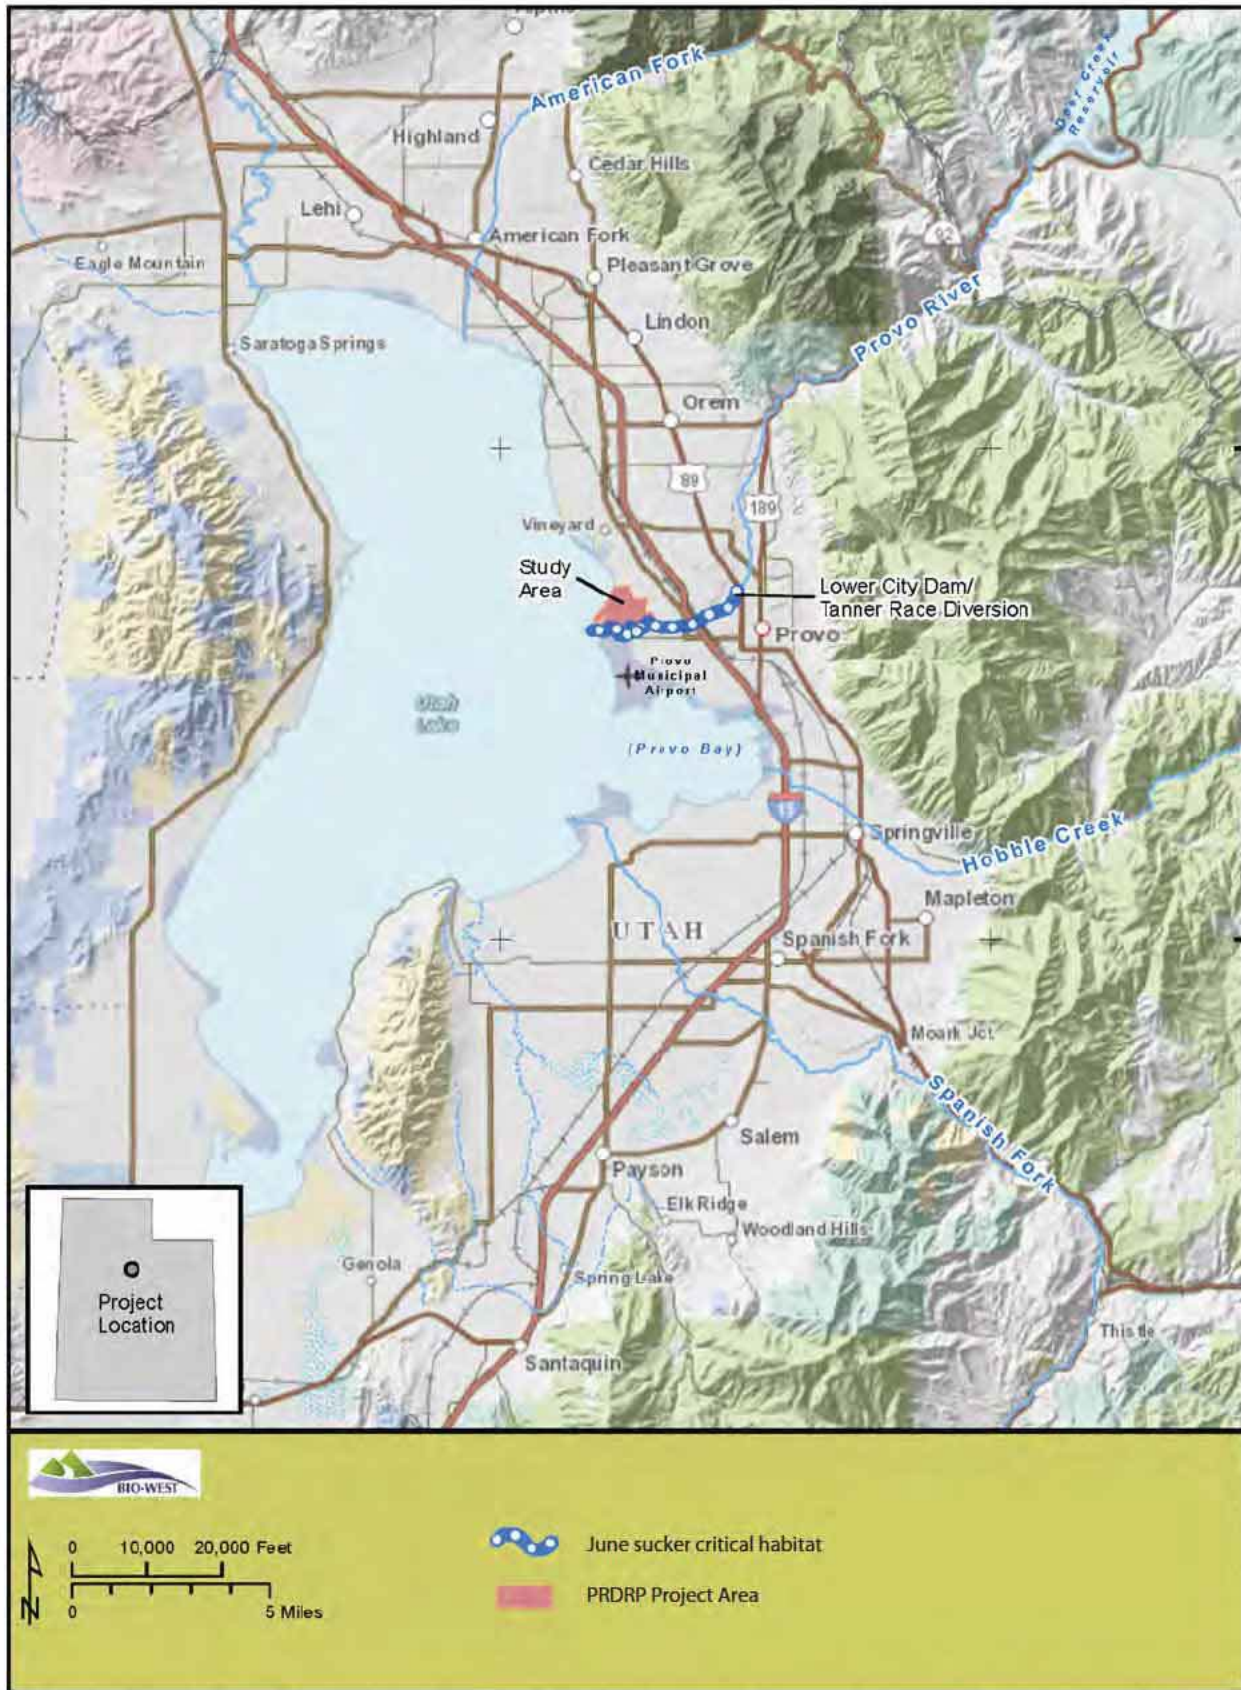 American Fork
Deer Creek
Reservoir
Highland
Cedar Hills
Lehi
American Fork
Eagle Mountain
Pleasant Grove
92
Provo River
Lindon
Saratoga Springs
Orem
89
189
Vineyard
Study
Area
Lower City Dam/
Tanner Race Diversion
Provo
Provo
Municipal
Airport
Utah
Lake
(Provo Bay)
15
Springville
Hobble Creek
Mapleton
UTAH
Spanish Fork
Moark Jct.
Spanish Fork
Salem
Payson
Elk Ridge
Woodland Hills
Genola
Spring Lake
Project
Location
Thistle
Santaquin
BIO-WEST
0 10,000 20,000 Feet
0 5 Miles
N
June sucker critical habitat
PRDRP Project Area